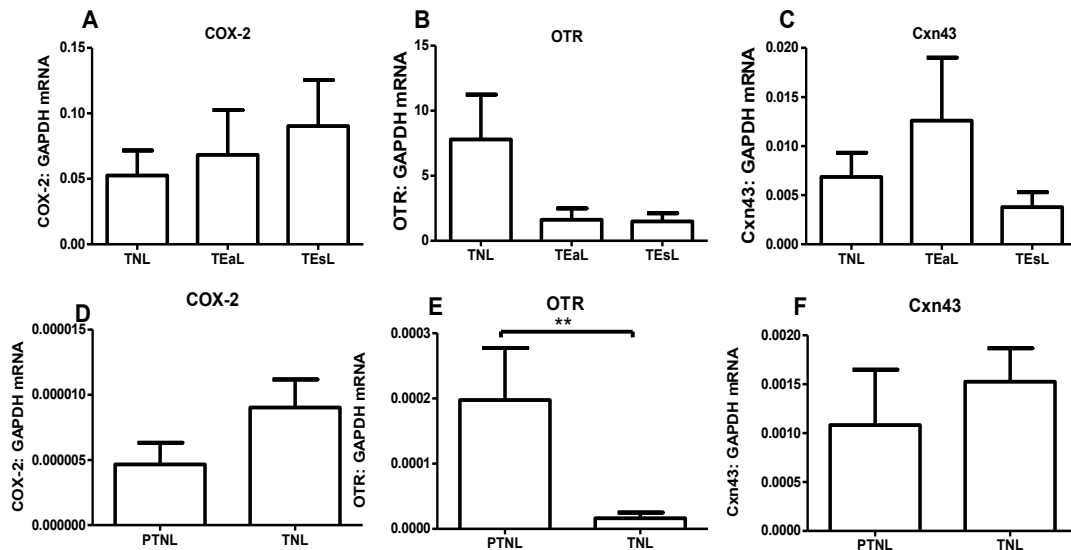 A
COX-2
COX-2: GAPDH mRNA
0.15
0.10
0.05
0.00
TNL TEaL TEsL
B
OTR
OTR: GAPDH mRNA
15
10
5
0
TNL TEaL TEsL
C
Cxn43
Cxn43: GAPDH mRNA
0.020
0.015
0.010
0.005
0.000
TNL TEaL TEsL
D
COX-2
COX-2: GAPDH mRNA
0.000015
0.000010
0.000005
0.000000
PTNL TNL
E
OTR
**
OTR: GAPDH mRNA
0.0003
0.0002
0.0001
0.0000
PTNL TNL
F
Cxn43
Cxn43: GAPDH mRNA
0.0020
0.0015
0.0010
0.0005
0.0000
PTNL TNL